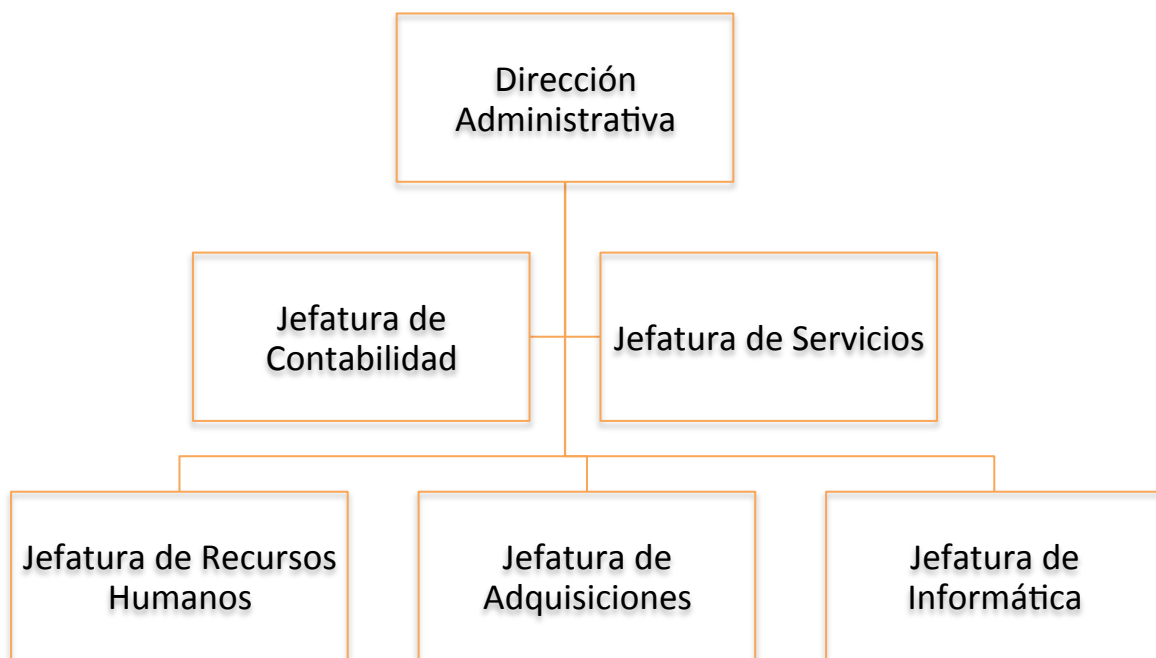 Dirección
Administrativa
Jefatura de
Contabilidad
Jefatura de Servicios
Jefatura de Recursos
Humanos
Jefatura de
Adquisiciones
Jefatura de
Informática